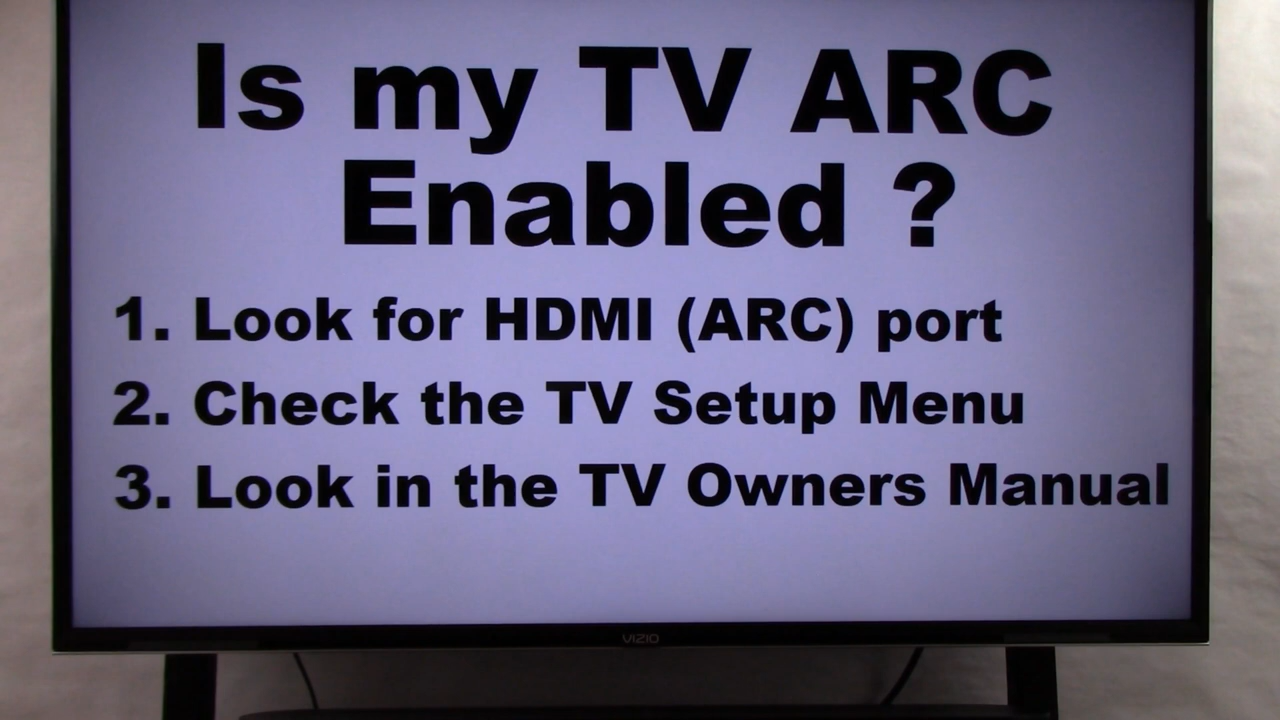 Is my TV ARC
Enabled ?
1. Look for HDMI (ARC) port
2. Check the TV Setup Menu
3. Look in the TV Owners Manual
VIZIO